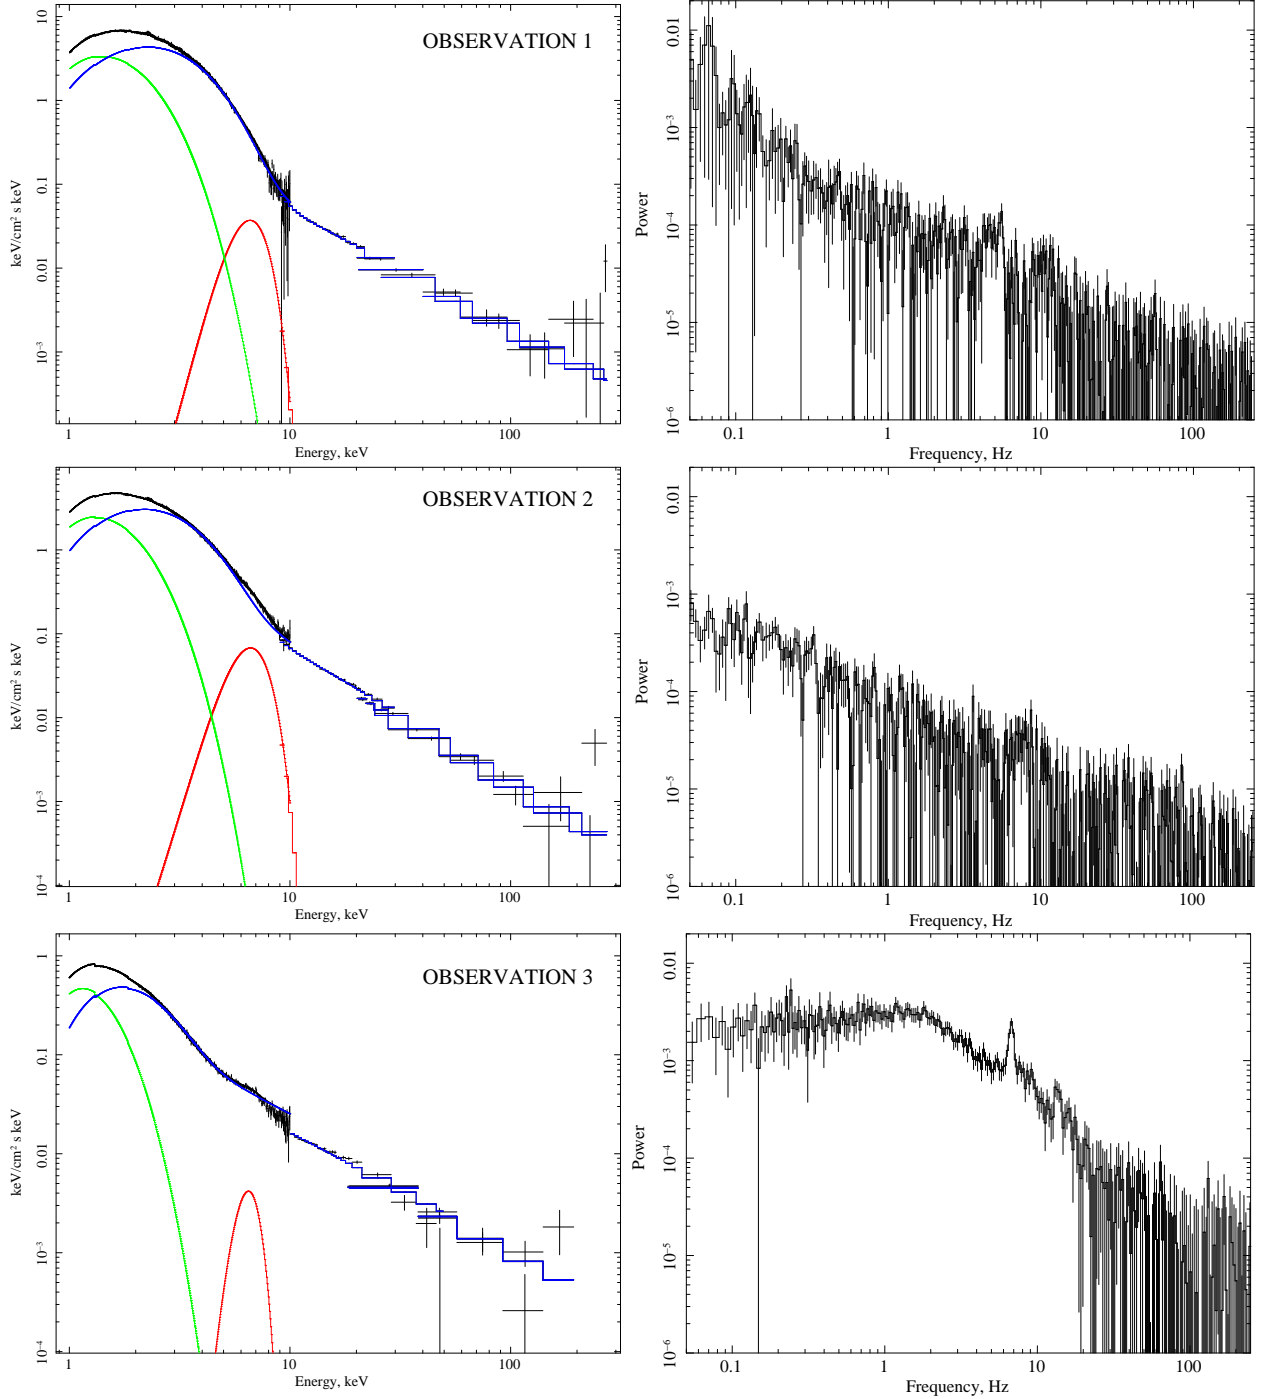 OBSERVATION 1
keV/cm² s keV
10
1
0.1
0.01
10⁻³
1 10 100
Energy, keV
Power
0.01
10⁻³
10⁻⁴
10⁻⁵
10⁻⁶
0.1 1 10 100
Frequency, Hz
OBSERVATION 2
keV/cm² s keV
1
0.1
0.01
10⁻³
10⁻⁴
1 10 100
Energy, keV
Power
0.01
10⁻³
10⁻⁴
10⁻⁵
10⁻⁶
0.1 1 10 100
Frequency, Hz
OBSERVATION 3
keV/cm² s keV
1
0.1
0.01
10⁻³
10⁻⁴
1 10 100
Energy, keV
Power
0.01
10⁻³
10⁻⁴
10⁻⁵
10⁻⁶
0.1 1 10 100
Frequency, Hz